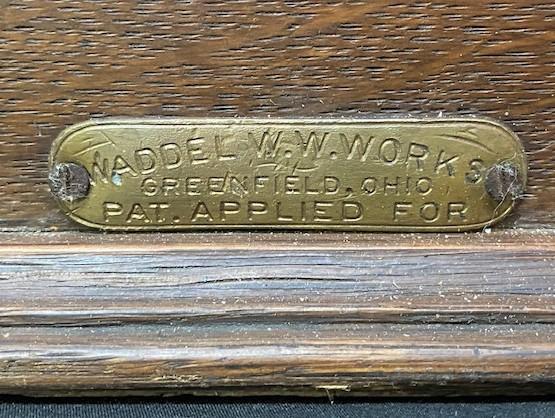 WADDEL W.W.WORKS
GREENFIELD, OHIO
PAT. APPLIED FOR